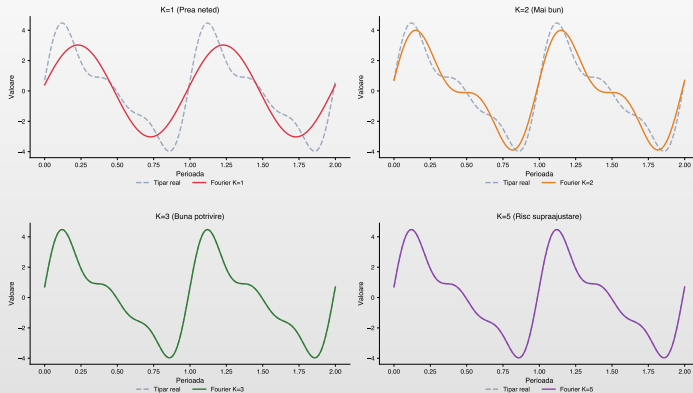 K=1 (Prea neted)
Valoare
4
2
0
−2
−4
0.00 0.25 0.50 0.75 1.00 1.25 1.50 1.75 2.00
Perioada
Tipar real Fourier K=1
K=2 (Mai bun)
Valoare
4
2
0
−2
−4
0.00 0.25 0.50 0.75 1.00 1.25 1.50 1.75 2.00
Perioada
Tipar real Fourier K=2
K=3 (Buna potrivire)
Valoare
4
2
0
−2
−4
0.00 0.25 0.50 0.75 1.00 1.25 1.50 1.75 2.00
Perioada
Tipar real Fourier K=3
K=5 (Risc supraajustare)
Valoare
4
2
0
−2
−4
0.00 0.25 0.50 0.75 1.00 1.25 1.50 1.75 2.00
Perioada
Tipar real Fourier K=5